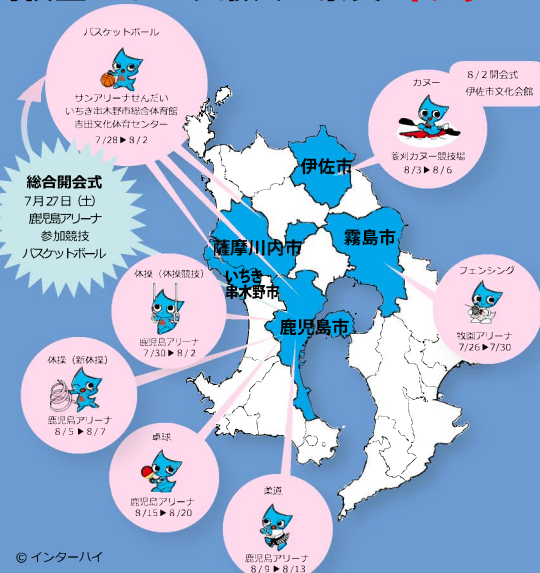 バスケットボール
サンアリーナせんだい
いちき串木野市総合体育館
吉田文化体育センター
7/28▶8/2
総合開会式
7月27日（土）
鹿児島アリーナ
参加競技
バスケットボール
カヌー
菱刈カヌー競技場
8/3▶8/6
8/2開会式
伊佐市文化会館
伊佐市
薩摩川内市
霧島市
いちき
串木野市
鹿児島市
体操（体操競技）
鹿児島アリーナ
7/30▶8/2
フェンシング
牧園アリーナ
7/26▶7/30
体操（新体操）
鹿児島アリーナ
8/5▶8/7
卓球
鹿児島アリーナ
8/15▶8/20
柔道
鹿児島アリーナ
8/9▶8/13
© インターハイ